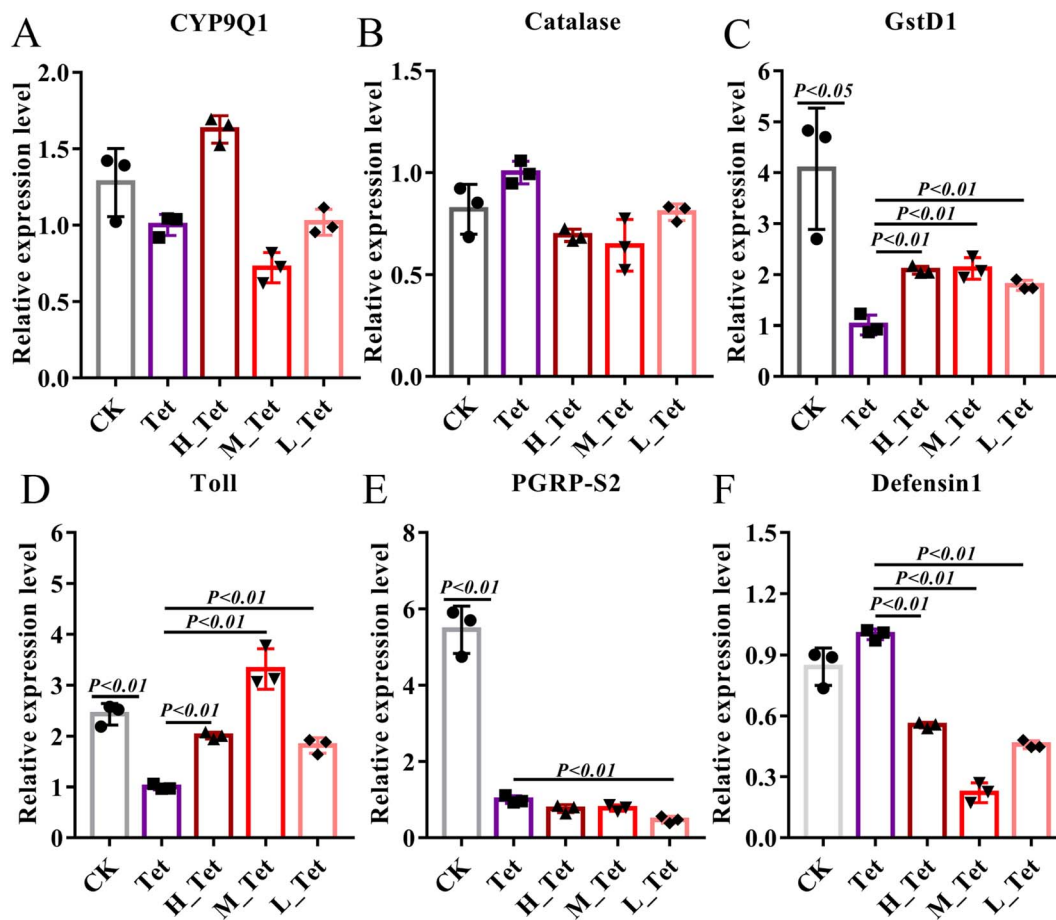 A CYP9Q1
Relative expression level
2.0
1.5
1.0
0.5
0.0
CK Tet H_Tet M_Tet L_Tet
B Catalase
Relative expression level
1.5
1.0
0.5
0.0
CK Tet H_Tet M_Tet L_Tet
C GstD1
Relative expression level
6
5
4
3
2
1
0
P<0.05
P<0.01
P<0.01
P<0.01
CK Tet H_Tet M_Tet L_Tet
D Toll
Relative expression level
6
5
4
3
2
1
0
P<0.01
P<0.01
P<0.01
P<0.01
CK Tet H_Tet M_Tet L_Tet
E PGRP-S2
Relative expression level
8
6
4
2
0
P<0.01
P<0.01
CK Tet H_Tet M_Tet L_Tet
F Defensin1
Relative expression level
1.5
1.2
0.9
0.6
0.3
0.0
P<0.01
P<0.01
P<0.01
CK Tet H_Tet M_Tet L_Tet